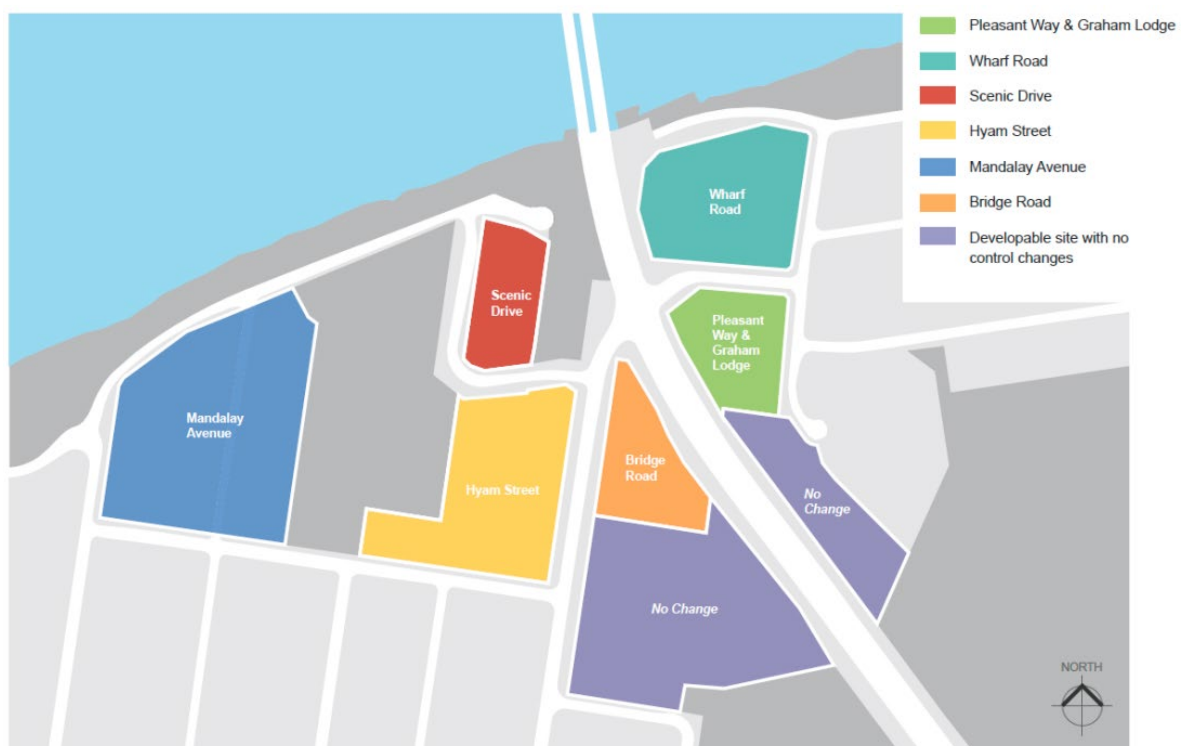 Pleasant Way & Graham Lodge
Wharf Road
Scenic Drive
Hyam Street
Mandalay Avenue
Bridge Road
Developable site with no
control changes
Wharf
Road
Scenic
Drive
Pleasant
Way &
Graham
Lodge
Mandalay
Avenue
Hyam Street
Bridge
Road
No
Change
No Change
NORTH